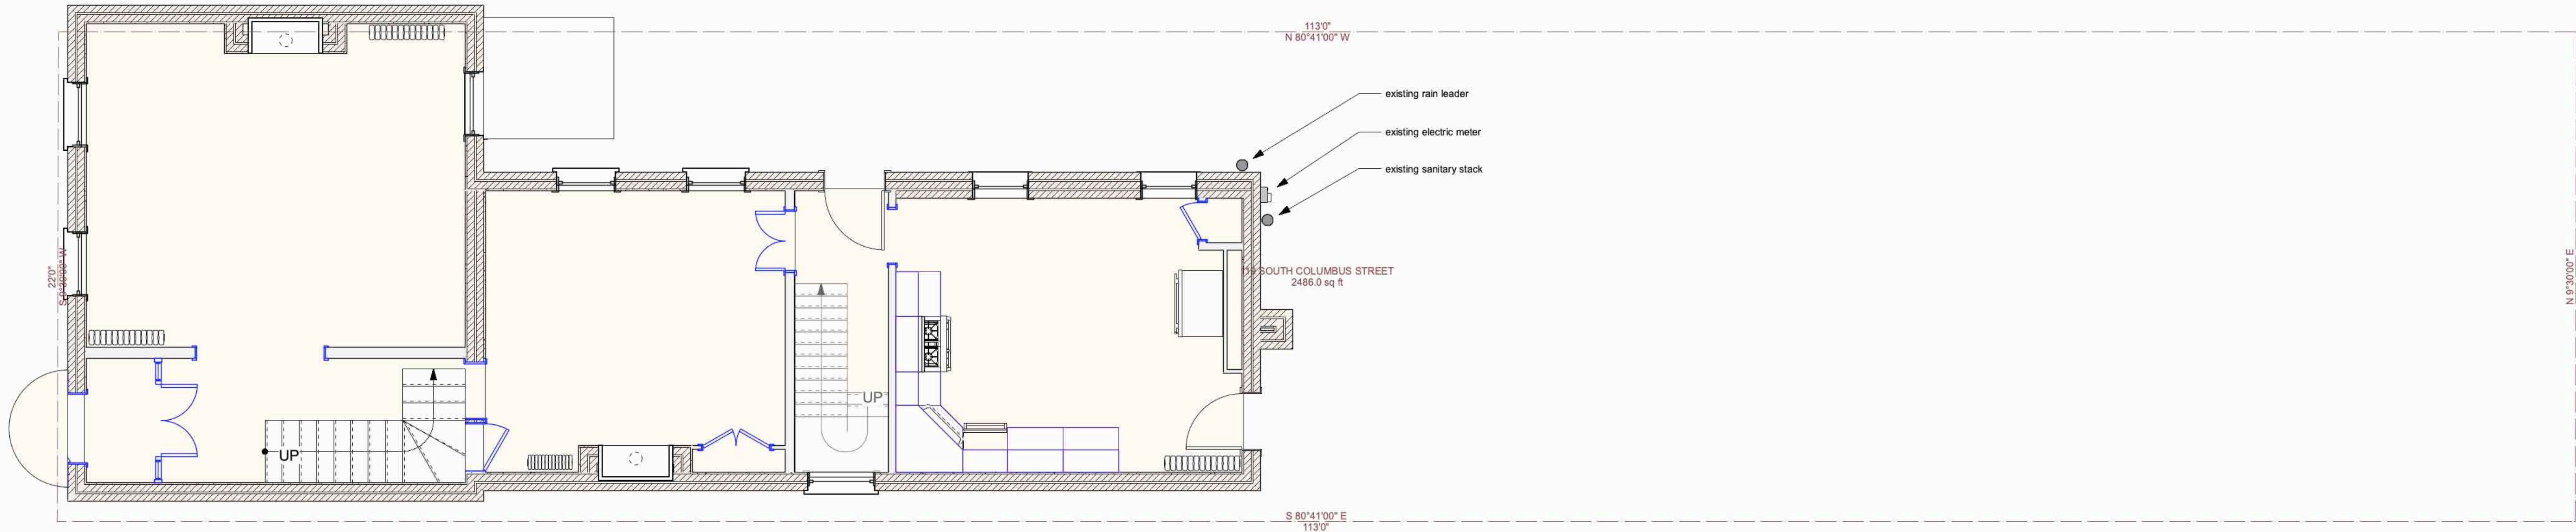 113'0"
N 80°41'00" W
existing rain leader
existing electric meter
existing sanitary stack
22'0"
SOUTH COLUMBUS STREET
2486.0 sq ft
N 9°30'00" E
UP
UP
S 80°41'00" E
113'0"